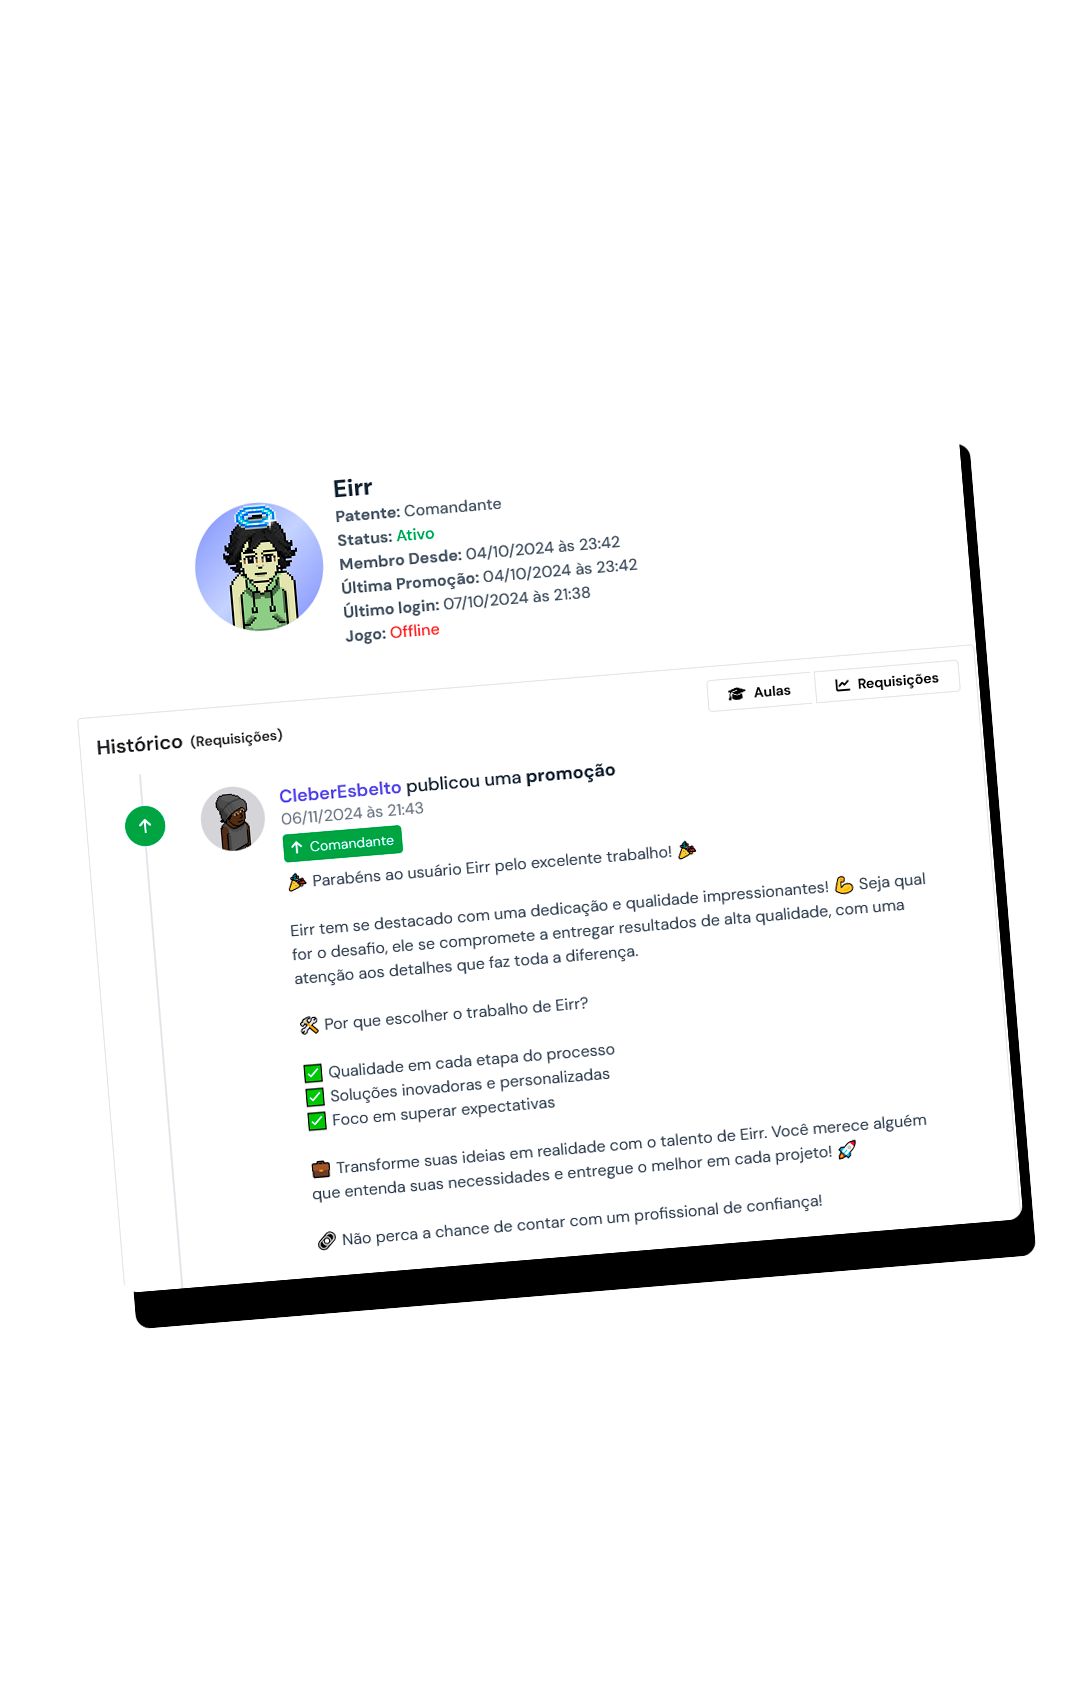 Eirr
Patente: Comandante
Status: Ativo
Membro Desde: 04/10/2024 às 23:42
Última Promoção: 04/10/2024 às 23:42
Último login: 07/10/2024 às 21:38
Jogo: Offline
Aulas
Requisições
Histórico (Requisições)
CleberEsbelto publicou uma promoção
06/11/2024 às 21:43
Comandante
🎉 Parabéns ao usuário Eirr pelo excelente trabalho! 🎉
Eirr tem se destacado com uma dedicação e qualidade impressionantes! 💪 Seja qual
for o desafio, ele se compromete a entregar resultados de alta qualidade, com uma
atenção aos detalhes que faz toda a diferença.
🛠 Por que escolher o trabalho de Eirr?
✅ Qualidade em cada etapa do processo
✅ Soluções inovadoras e personalizadas
✅ Foco em superar expectativas
💼 Transforme suas ideias em realidade com o talento de Eirr. Você merece alguém
que entenda suas necessidades e entregue o melhor em cada projeto! 🚀
🔗 Não perca a chance de contar com um profissional de confiança!